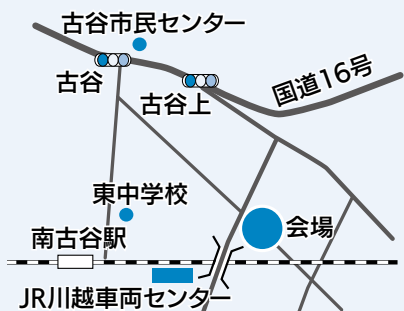 古谷市民センター
古谷
古谷上
国道16号
東中学校
会場
南古谷駅
JR川越車両センター